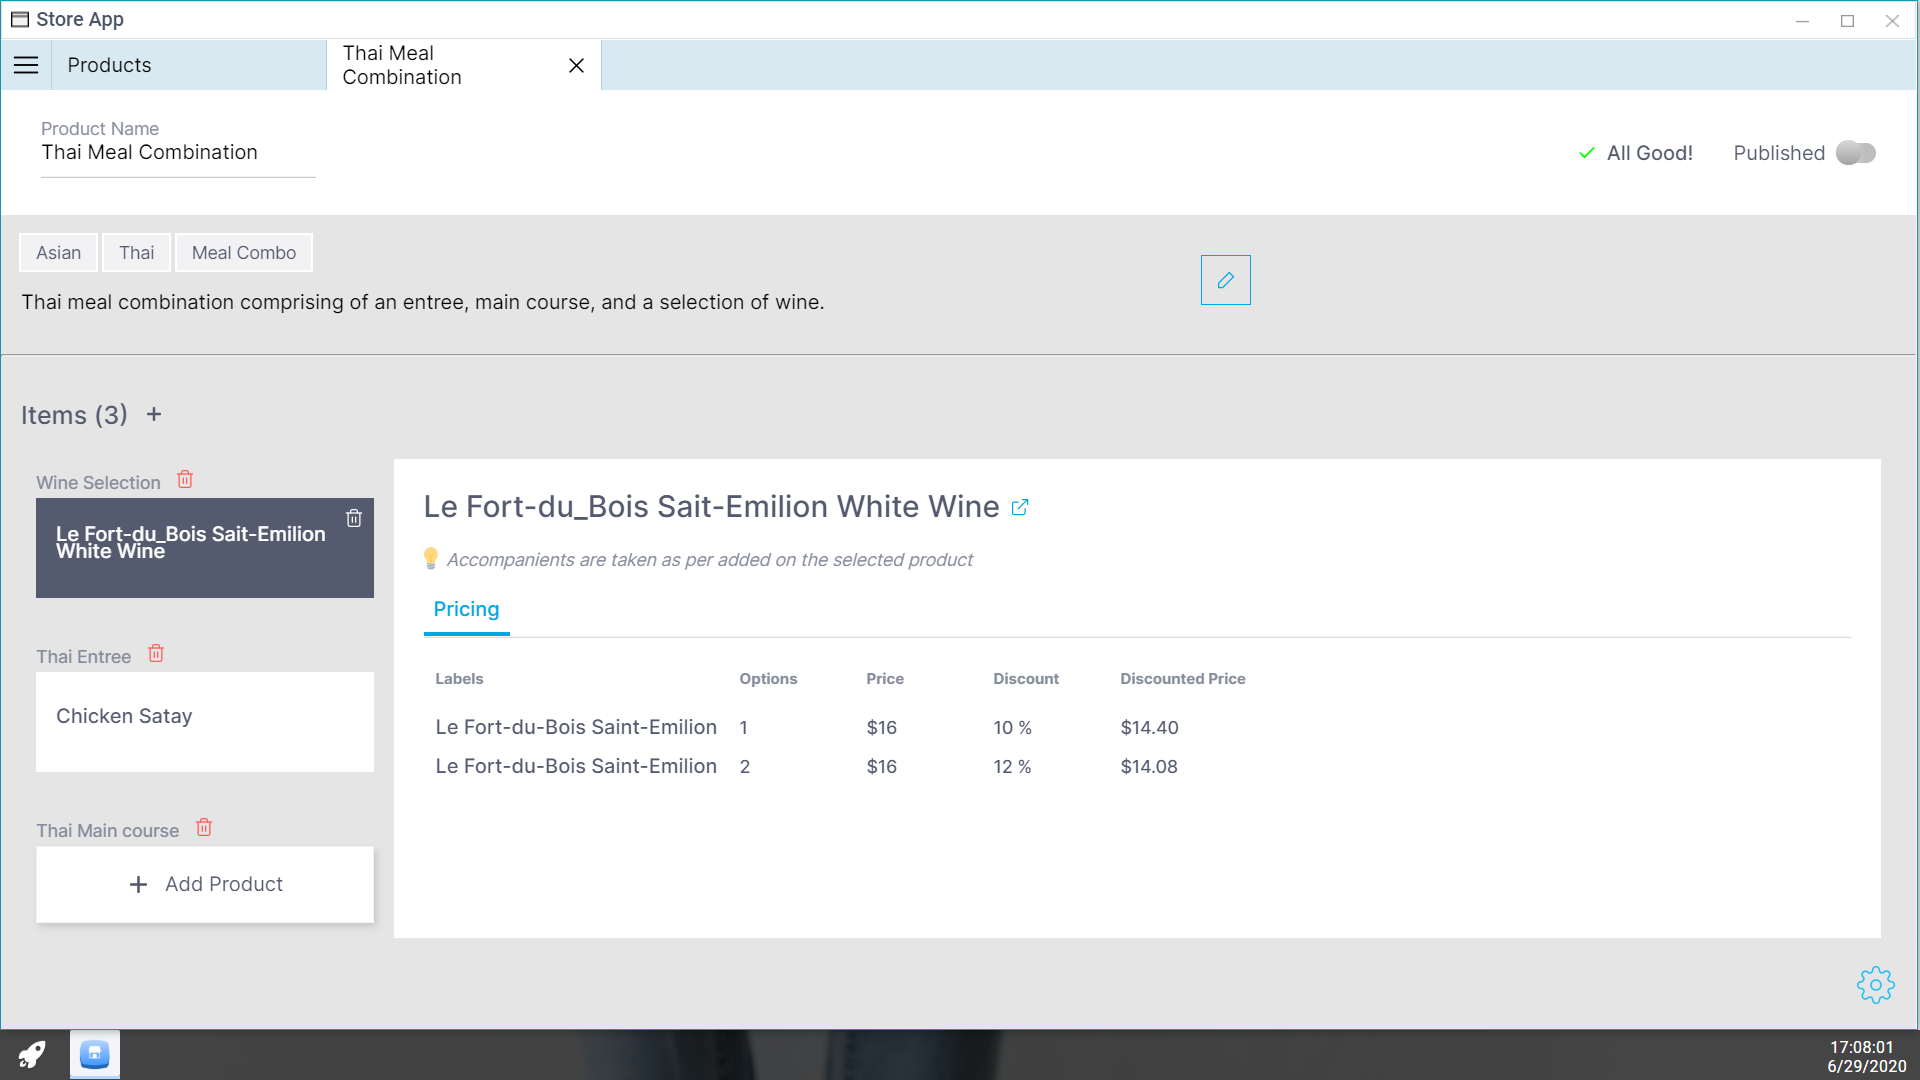 Store App
Products
Thai Meal
Combination
Product Name
Thai Meal Combination
All Good!
Published
Asian
Thai
Meal Combo
Thai meal combination comprising of an entree, main course, and a selection of wine.
Items (3) +
Wine Selection
Le Fort-du_Bois Sait-Emilion
White Wine
Thai Entree
Chicken Satay
Thai Main course
+ Add Product
Le Fort-du_Bois Sait-Emilion White Wine
Accompanients are taken as per added on the selected product
Pricing
Labels Options Price Discount Discounted Price
Le Fort-du-Bois Saint-Emilion 1 $16 10 % $14.40
Le Fort-du-Bois Saint-Emilion 2 $16 12 % $14.08
17:08:01
6/29/2020